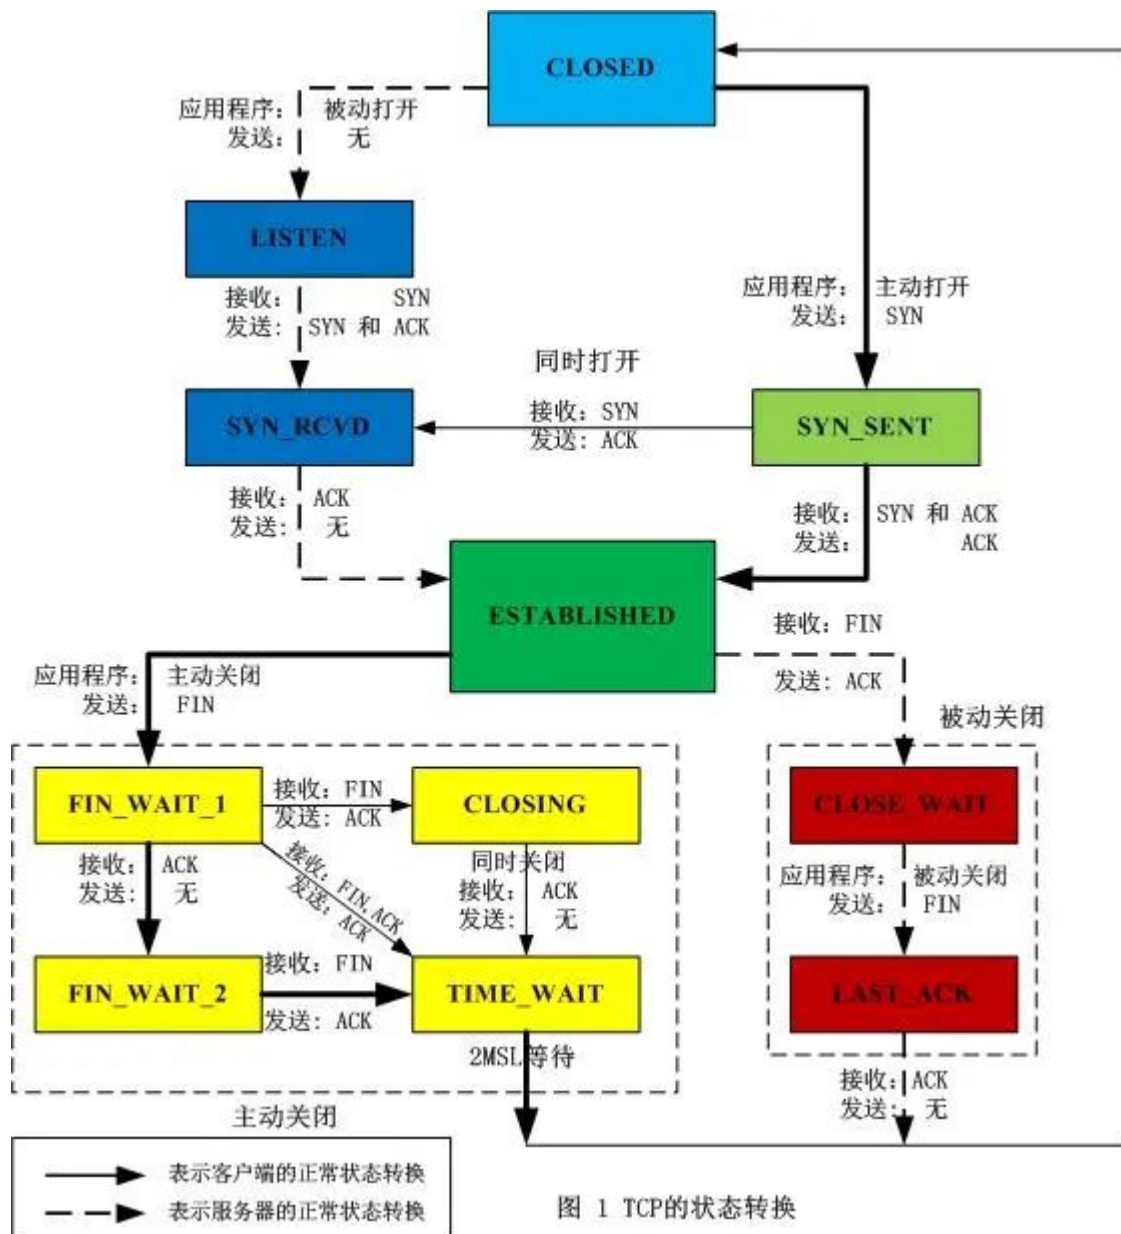 CLOSED
应用程序： 被动打开
发送： 无
LISTEN
接收： SYN
发送： SYN 和 ACK
应用程序： 主动打开
发送： SYN
同时打开
接收：SYN
发送：ACK
SYN_RCVD
SYN_SENT
接收： ACK
发送： 无
接收： SYN 和 ACK
发送： ACK
ESTABLISHED
接收：FIN
发送：ACK
应用程序： 主动关闭
发送： FIN
被动关闭
FIN_WAIT_1
接收：FIN
发送：ACK
CLOSING
CLOSE_WAIT
接收： ACK
发送： 无
接收：FIN,ACK
发送：ACK
同时关闭
接收： ACK
发送： 无
应用程序： 被动关闭
发送： FIN
FIN_WAIT_2
接收：FIN
发送：ACK
TIME_WAIT
LAST_ACK
2MSL等待
接收： ACK
发送： 无
主动关闭
表示客户端的正常状态转换
表示服务器的正常状态转换
图 1 TCP的状态转换